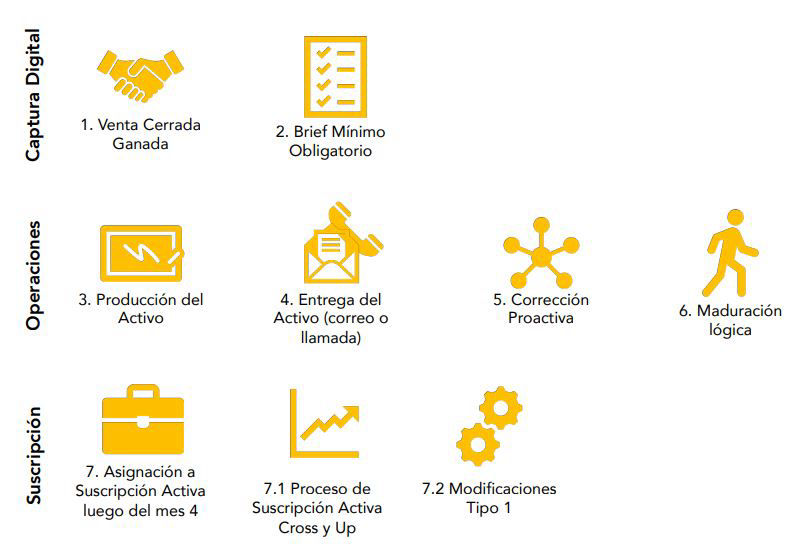 Captura Digital
1. Venta Cerrada
Ganada
2. Brief Mínimo
Obligatorio
Operaciones
3. Producción del
Activo
4. Entrega del
Activo (correo o
llamada)
5. Corrección
Proactiva
6. Maduración
lógica
Suscripción
7. Asignación a
Suscripción Activa
luego del mes 4
7.1 Proceso de
Suscripción Activa
Cross y Up
7.2 Modificaciones
Tipo 1